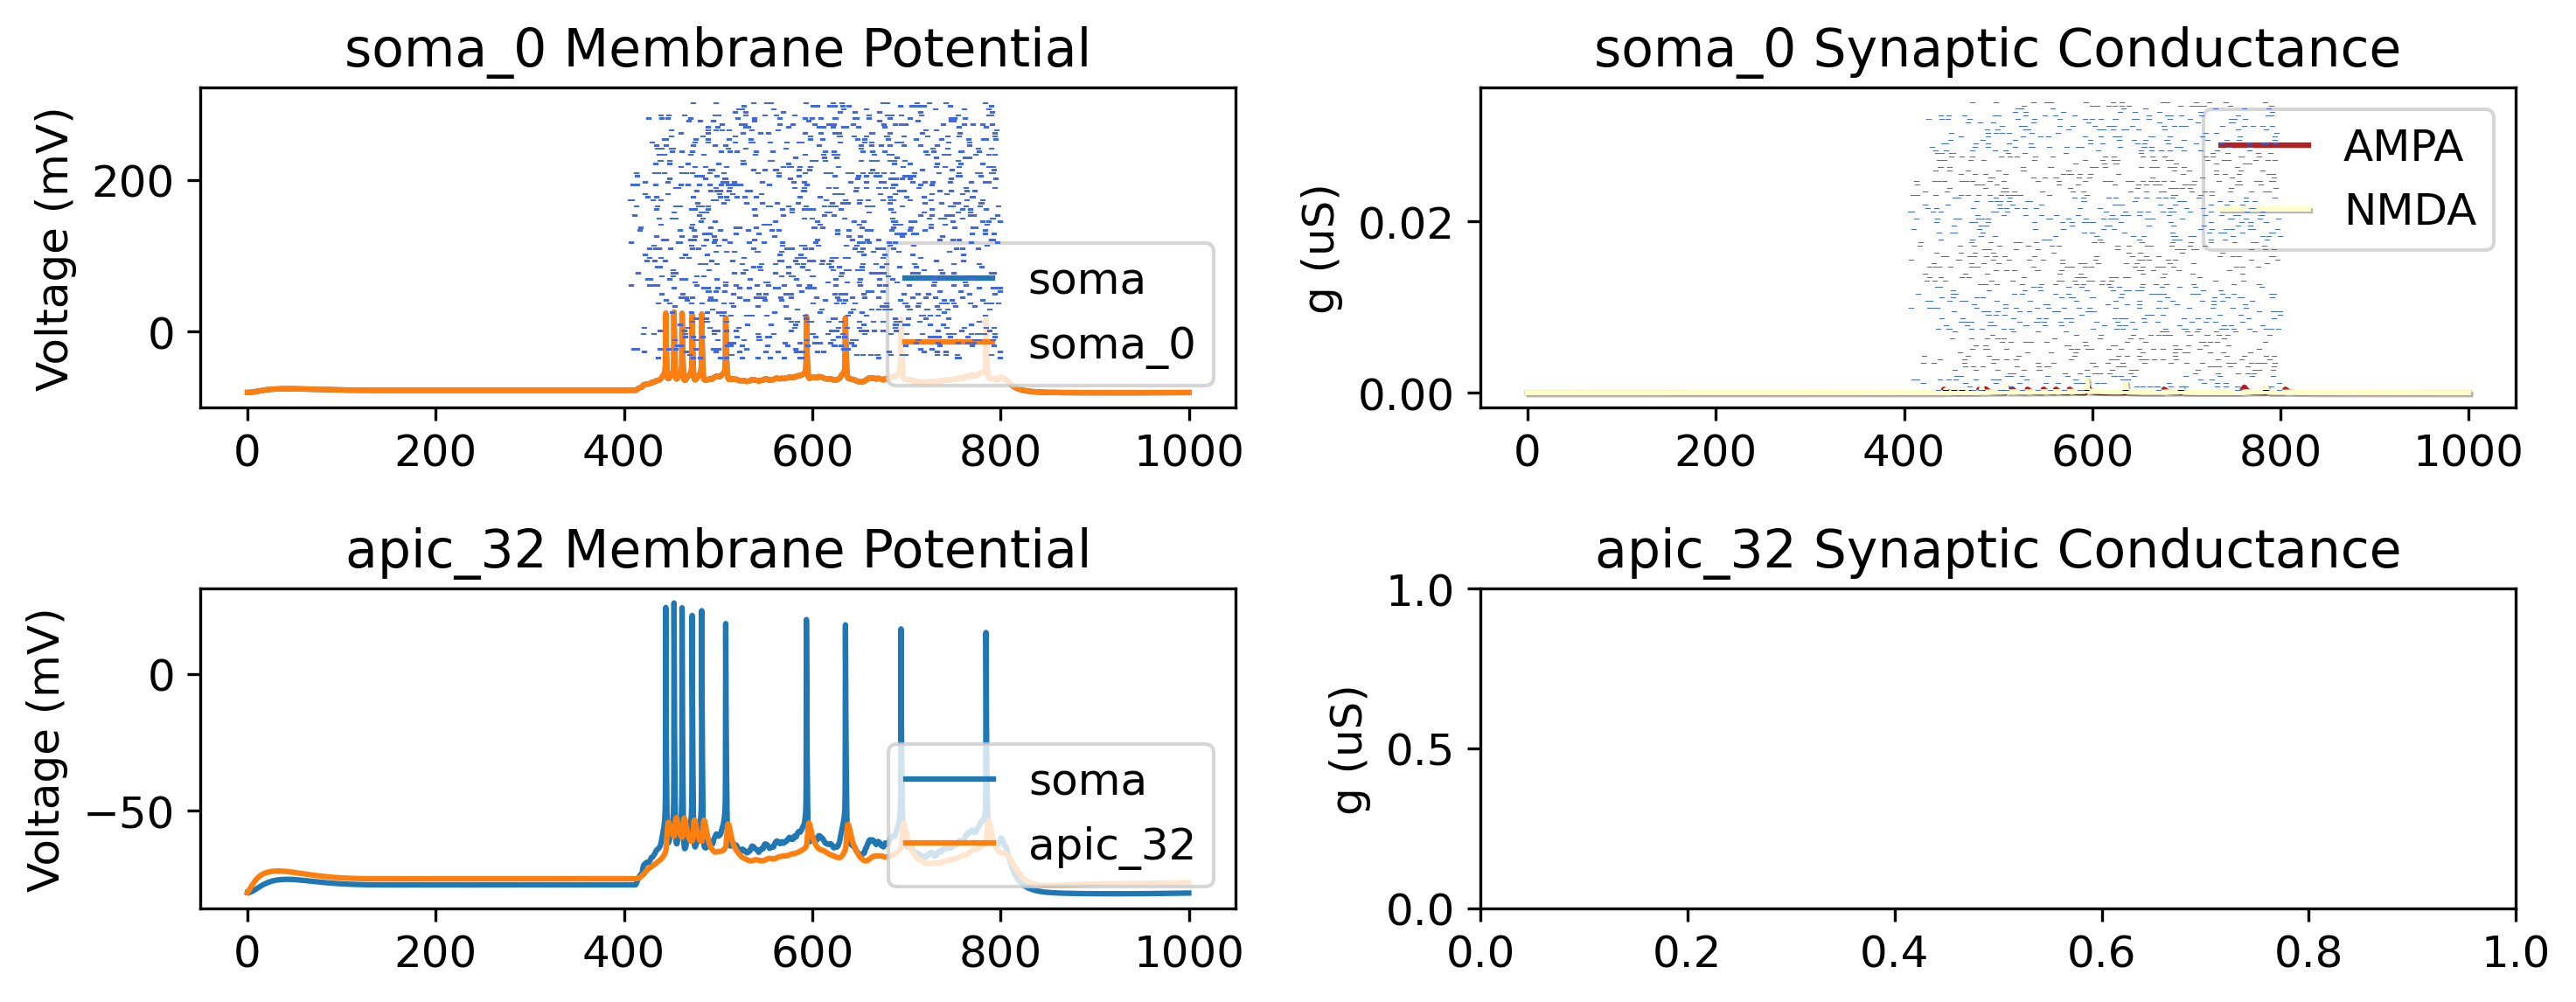 soma_0 Membrane Potential
Voltage (mV)
200
0
soma
soma_0
0 200 400 600 800 1000
soma_0 Synaptic Conductance
g (uS)
0.02
0.00
AMPA
NMDA
0 200 400 600 800 1000
apic_32 Membrane Potential
Voltage (mV)
0
−50
soma
apic_32
0 200 400 600 800 1000
apic_32 Synaptic Conductance
g (uS)
1.0
0.5
0.0
0.0 0.2 0.4 0.6 0.8 1.0